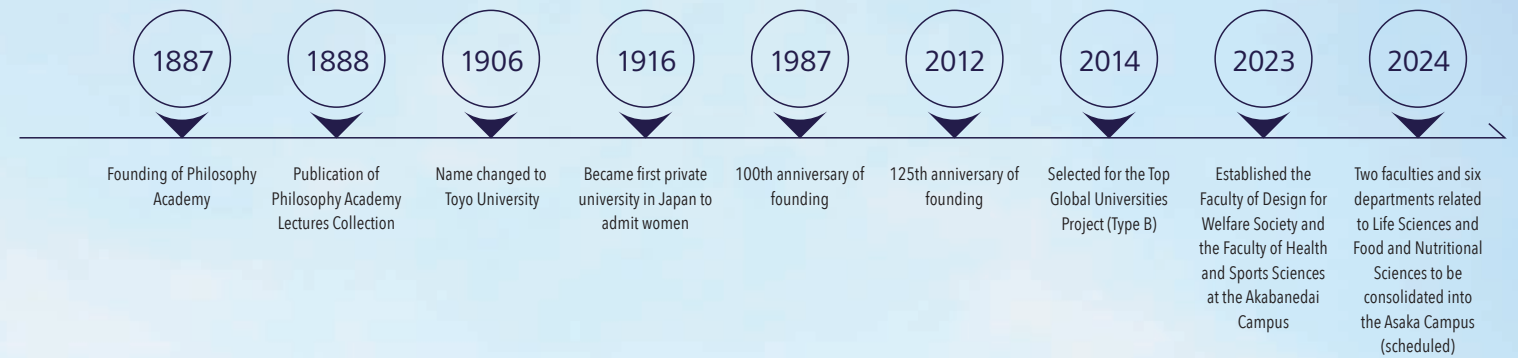 1887
Founding of Philosophy
Academy
1888
Publication of
Philosophy Academy
Lectures Collection
1906
Name changed to
Toyo University
1916
Became first private
university in Japan to
admit women
1987
100th anniversary of
founding
2012
125th anniversary of
founding
2014
Selected for the Top
Global Universities
Project (Type B)
2023
Established the
Faculty of Design for
Welfare Society and
the Faculty of Health
and Sports Sciences
at the Akabanedai
Campus
2024
Two faculties and six
departments related
to Life Sciences and
Food and Nutritional
Sciences to be
consolidated into
the Asaka Campus
(scheduled)